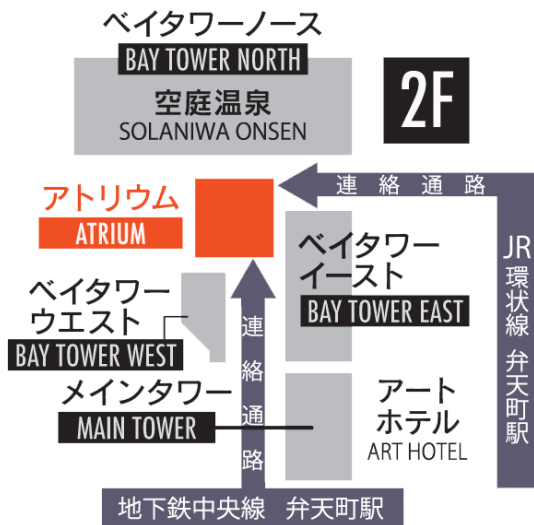 ベイタワーノース
BAY TOWER NORTH
空庭温泉
SOLANIWA ONSEN
2F
連絡通路
アトリウム
ATRIUM
ベイタワー
イースト
BAY TOWER EAST
JR環状線 弁天町駅
ベイタワー
ウエスト
BAY TOWER WEST
連絡通路
メインタワー
MAIN TOWER
アート
ホテル
ART HOTEL
地下鉄中央線 弁天町駅